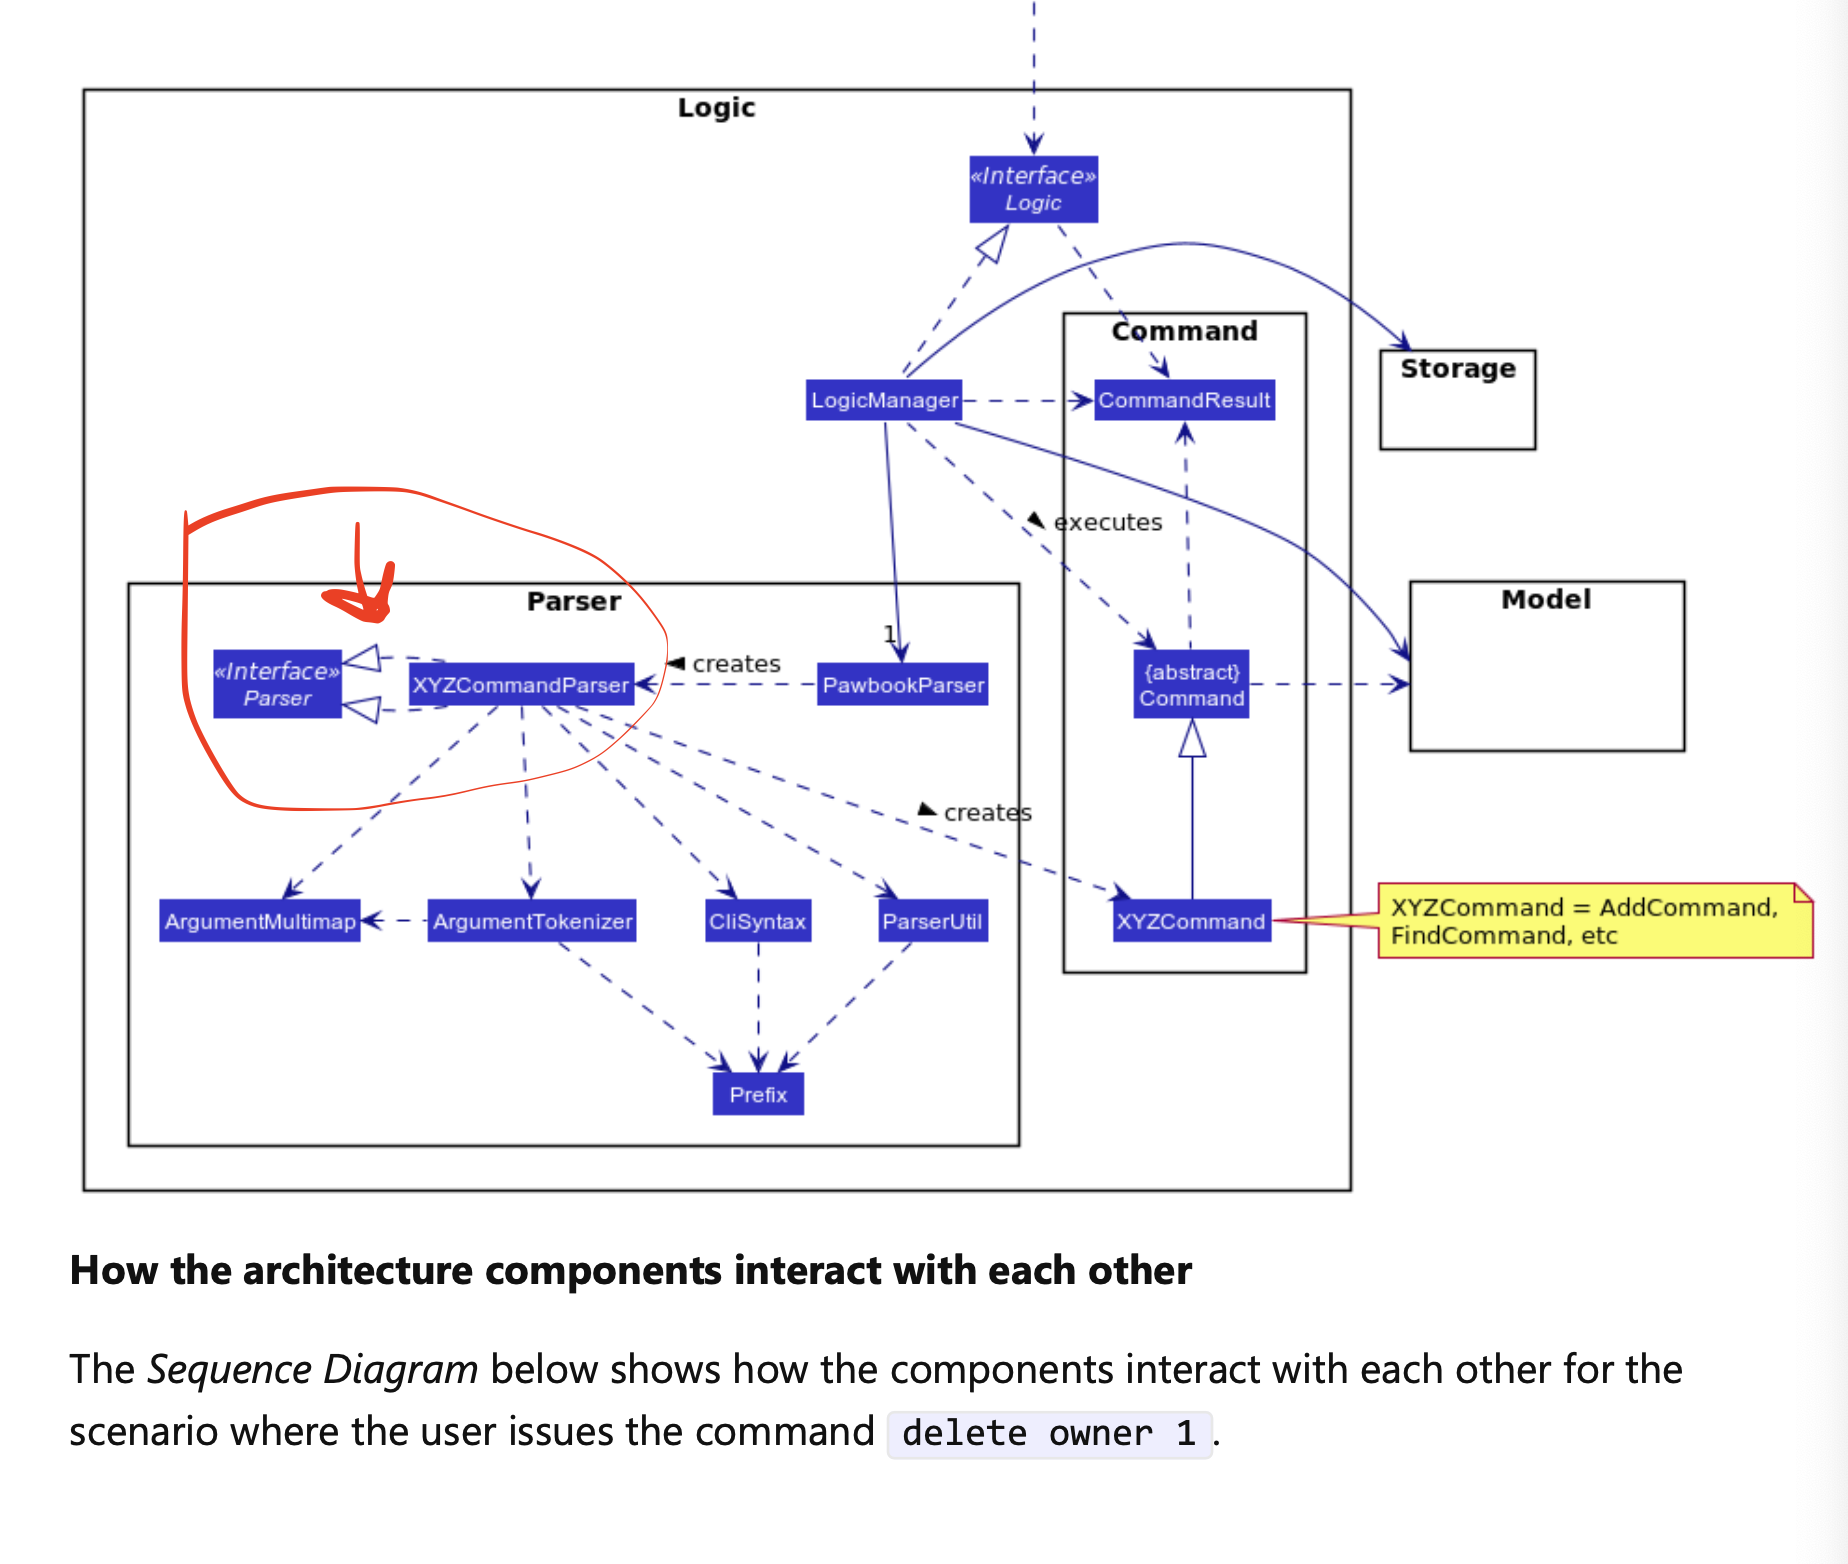 Logic
«Interface»
Logic
Command
Storage
LogicManager
CommandResult
executes
Parser
Model
1
«Interface»
Parser
XYZCommandParser
creates
PawbookParser
{abstract}
Command
creates
ArgumentMultimap
ArgumentTokenizer
CliSyntax
ParserUtil
XYZCommand
XYZCommand = AddCommand,
FindCommand, etc
Prefix
How the architecture components interact with each other
The Sequence Diagram below shows how the components interact with each other for the
scenario where the user issues the command delete owner 1.